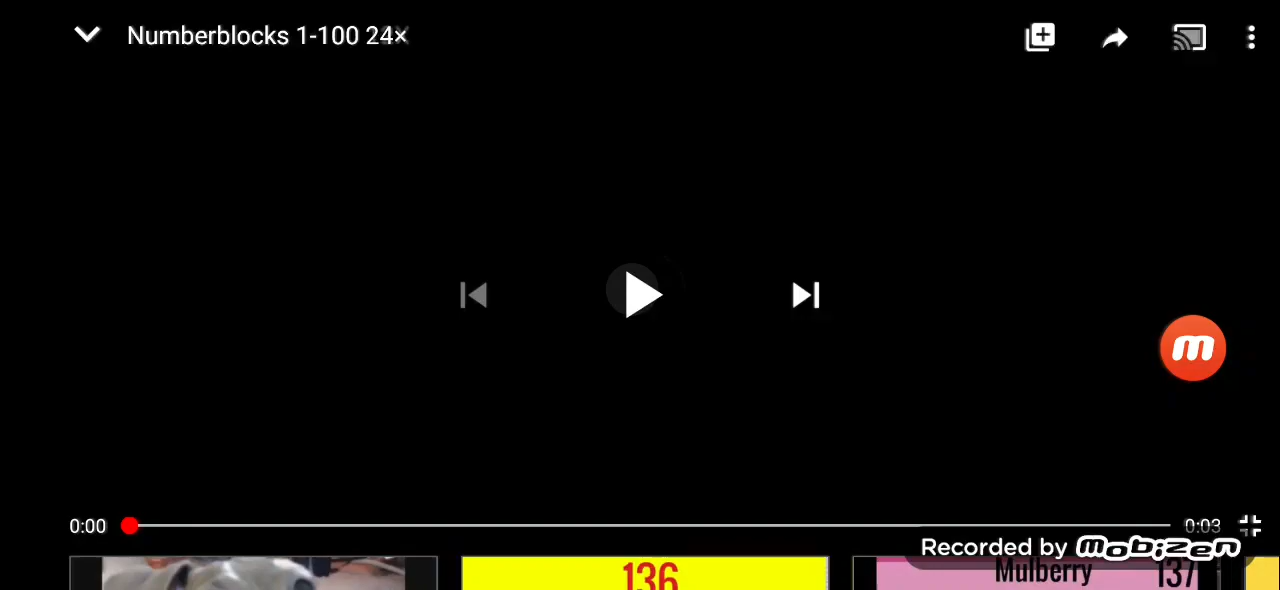 Numberblocks 1-100 24×
m
0:00
0:03
Recorded by mobizen
136
Mulberry 137